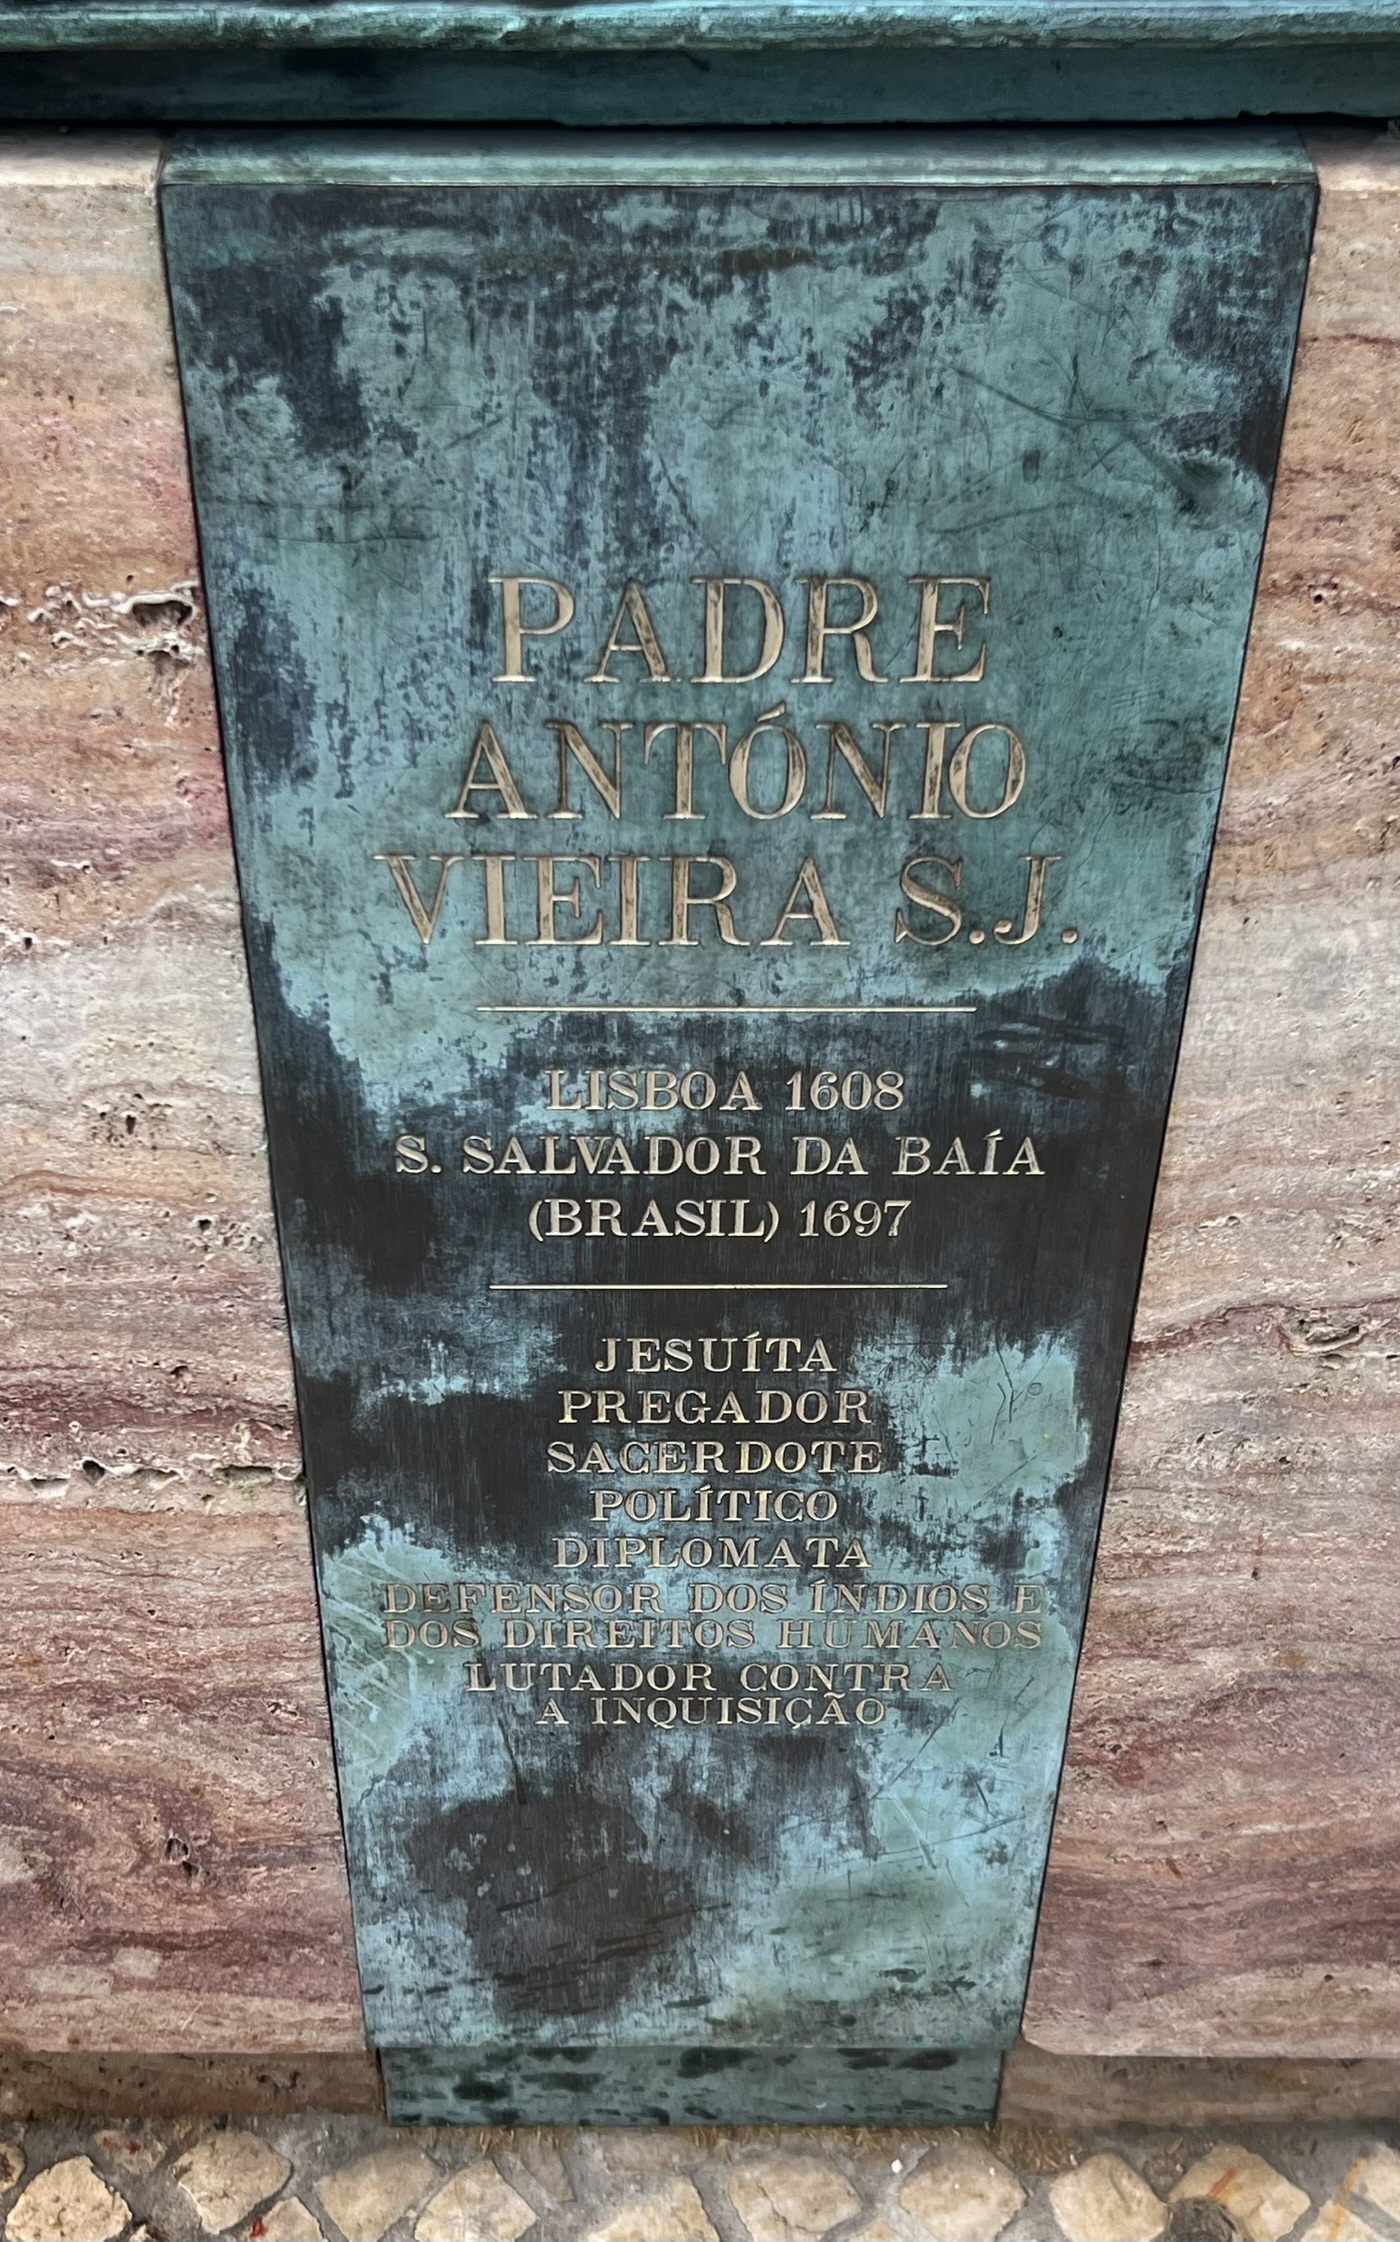 PADRE
ANTÓNIO
VIEIRA S.J.
LISBOA 1608
S. SALVADOR DA BAÍA
(BRASIL) 1697
JESUÍTA
PREGADOR
SACERDOTE
POLÍTICO
DIPLOMATA
DEFENSOR DOS ÍNDIOS E
DOS DIREITOS HUMANOS
LUTADOR CONTRA
A INQUISIÇÃO